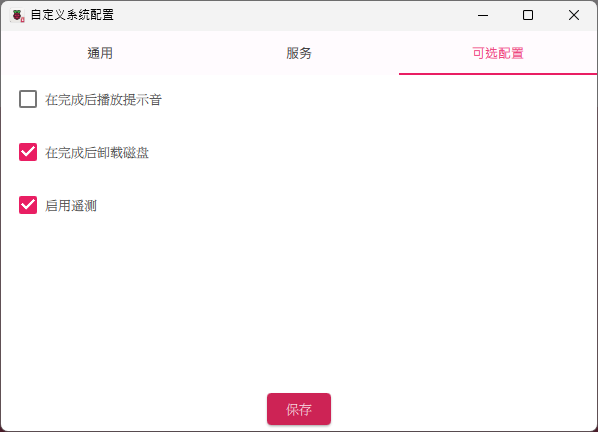 自定义系统配置
通用
服务
可选配置
在完成后播放提示音
在完成后卸载磁盘
启用遥测
保存